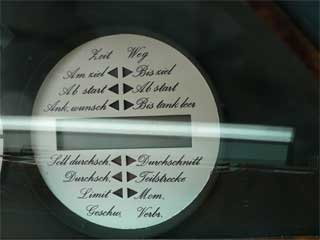 Zeit Weg
Am ziel Bis ziel
Ab start Ab start
Ank. wunsch Bis tank leer
Soll durchsch. Durchschnitt
Durchsch. Teilstrecke
Limit Mom.
Geschw. Verbr.